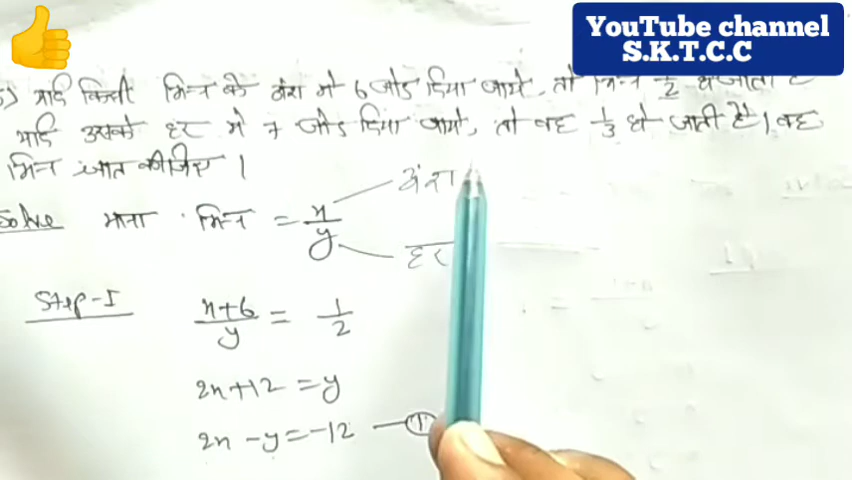 YouTube channel
S.K.T.C.C
यदि किसी भिन्न के अंश में 6 जोड़ दिया जाये, तो भिन्न 1/2 हो जाती है
यदि उसके हर में 7 जोड़ दिया जाये, तो वह 1/3 हो जाती है। वह
भिन्न ज्ञात कीजिए।
Solve माना भिन्न = x/y
अंश
हर
Step-I
x+6/y = 1/2
2x+12 = y
2x-y=-12 —①